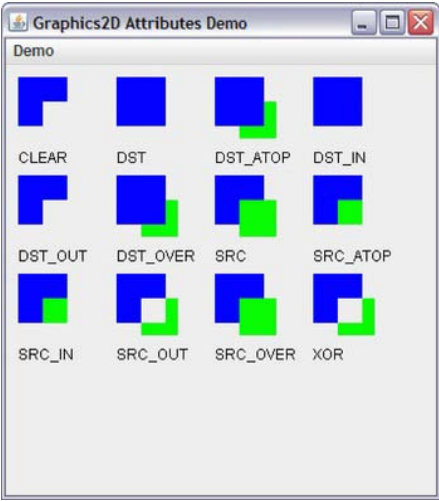 Graphics2D Attributes Demo
Demo
CLEAR DST DST_ATOP DST_IN
DST_OUT DST_OVER SRC SRC_ATOP
SRC_IN SRC_OUT SRC_OVER XOR